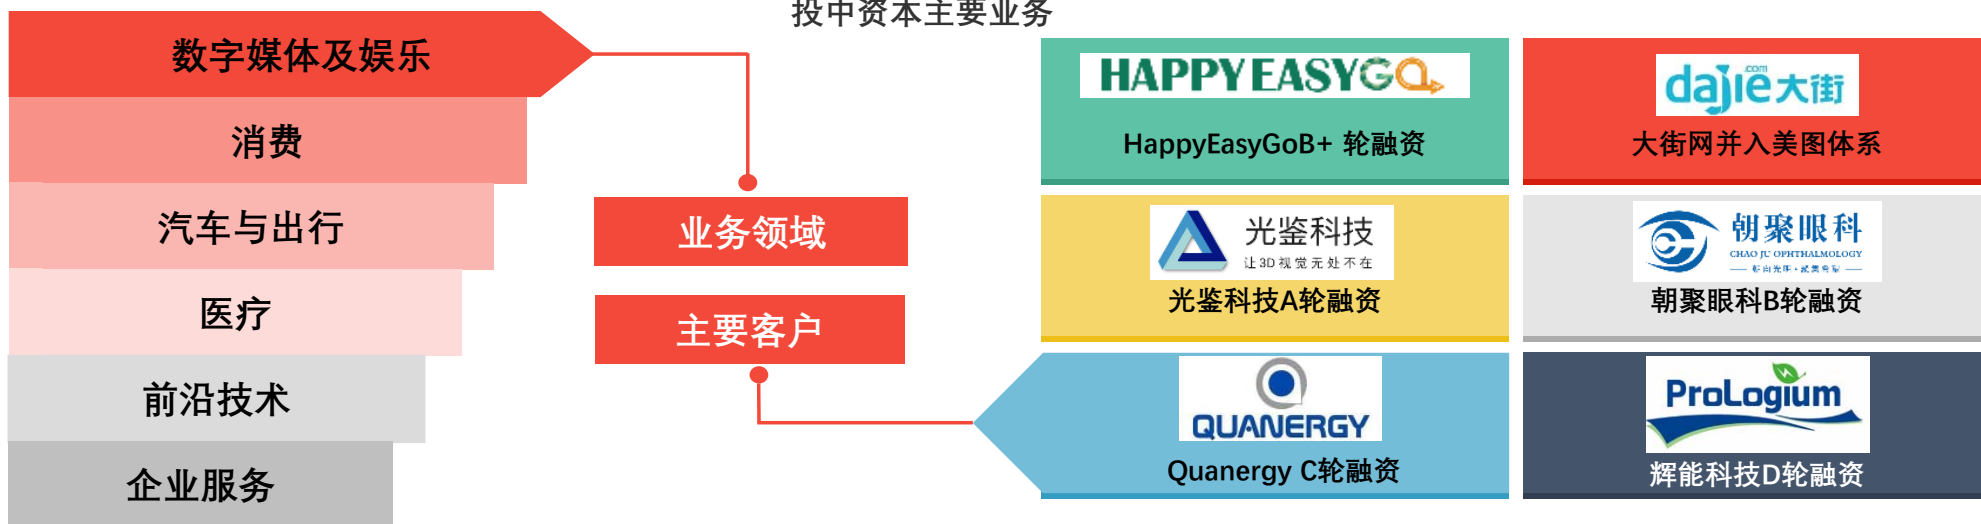 投中资本主要业务
数字媒体及娱乐
消费
汽车与出行
医疗
前沿技术
企业服务
业务领域
主要客户
HAPPYEASYGO
HappyEasyGoB+ 轮融资
dajie.com大街
大街网并入美图体系
光鉴科技
让3D视觉无处不在
光鉴科技A轮融资
朝聚眼科
CHAO JU OPHTHALMOLOGY
朝聚眼科B轮融资
QUANERGY
Quanergy C轮融资
ProLogium
辉能科技D轮融资